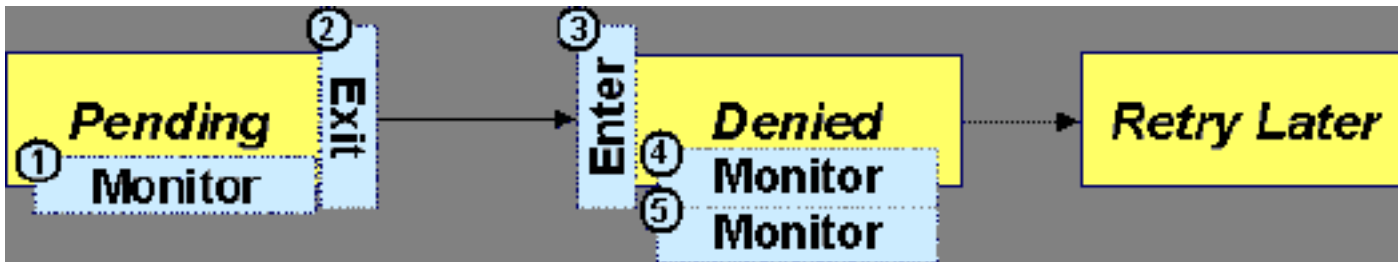 2
Exit
Pending
1
Monitor
3
Enter
Denied
4
Monitor
5
Monitor
Retry Later